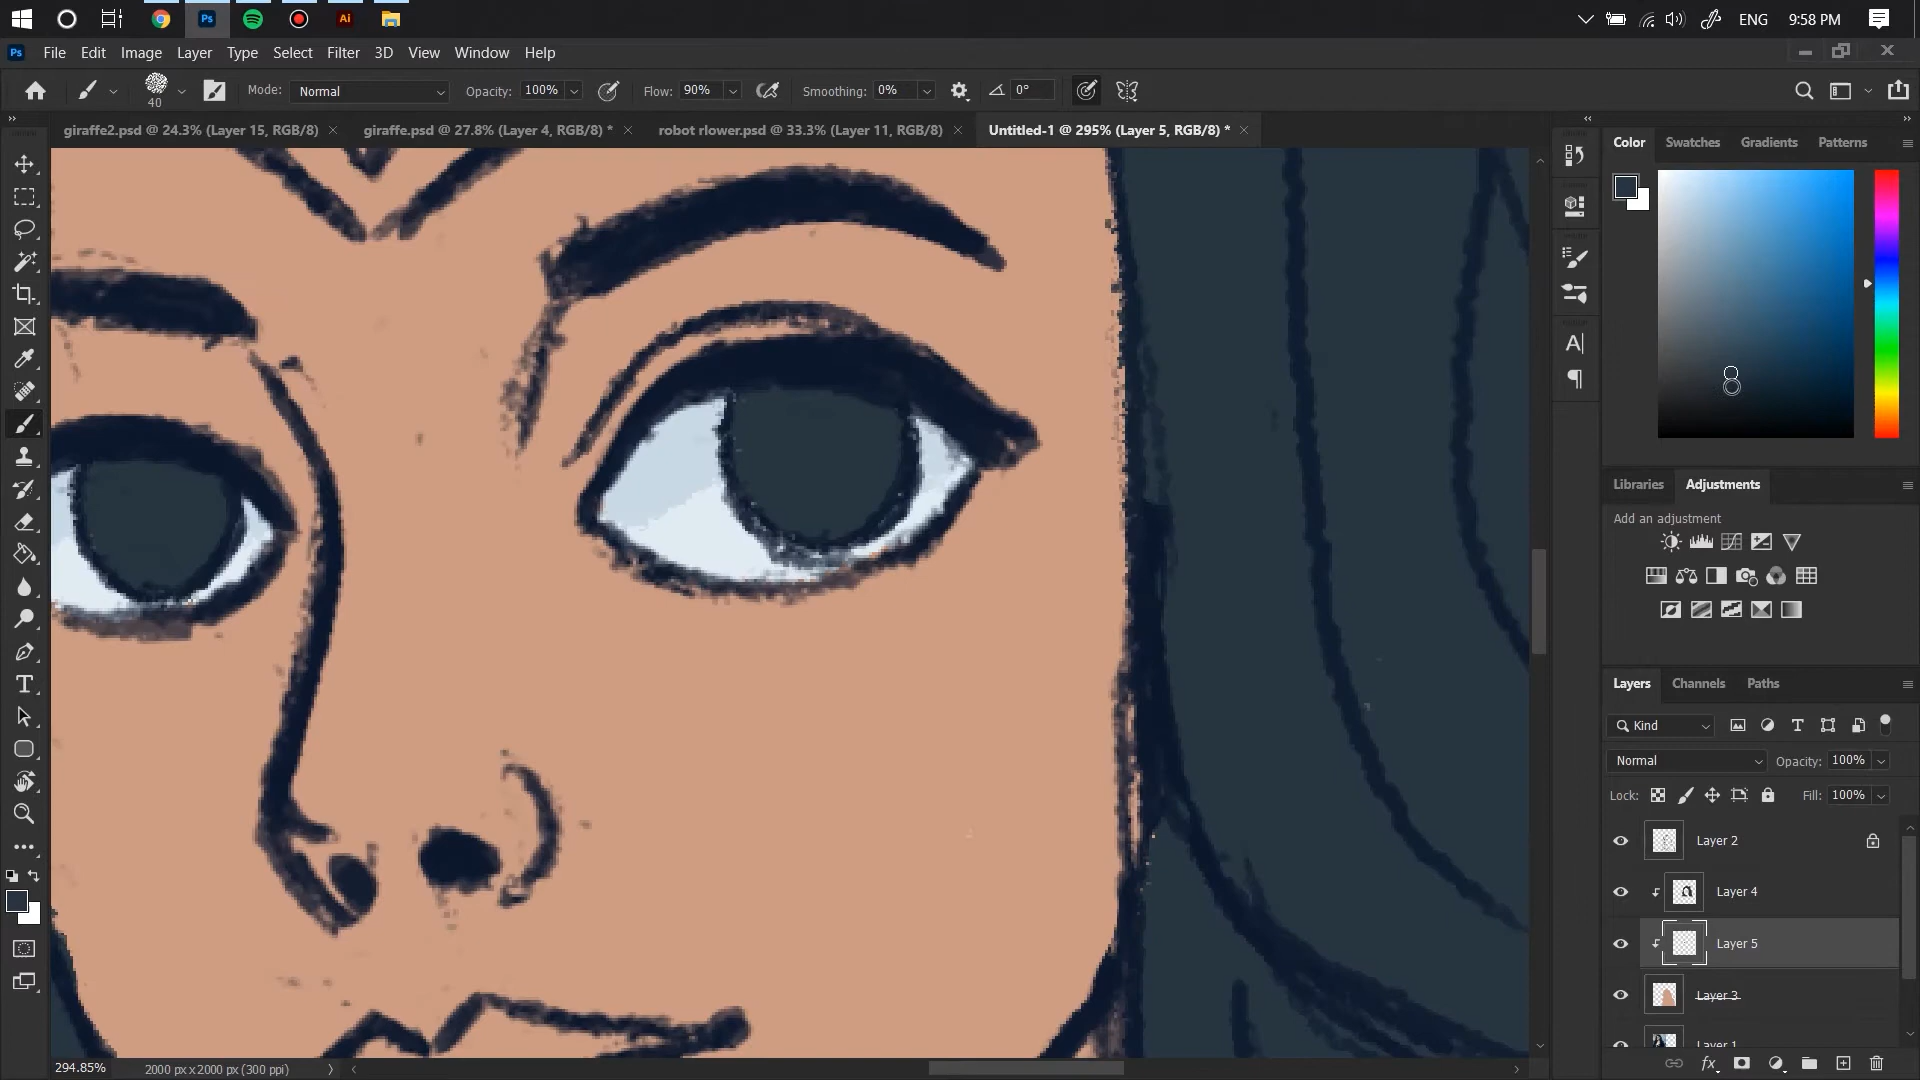 Ps
Ai
ENG
9:58 PM
Ps
File
Edit
Image
Layer
Type
Select
Filter
3D
View
Window
Help
40
Mode:
Normal
Opacity:
100%
Flow:
90%
Smoothing:
0%
0°
giraffe2.psd @ 24.3% (Layer 15, RGB/8)
giraffe.psd @ 27.8% (Layer 4, RGB/8) *
robot rlower.psd @ 33.3% (Layer 11, RGB/8)
Untitled-1 @ 295% (Layer 5, RGB/8) *
Color
Swatches
Gradients
Patterns
Libraries
Adjustments
Add an adjustment
Layers
Channels
Paths
Kind
Normal
Opacity:
100%
Lock:
Fill:
100%
Layer 2
Layer 4
Layer 5
Layer 3
Layer 1
fx
294.85%
2000 px x 2000 px (300 ppi)